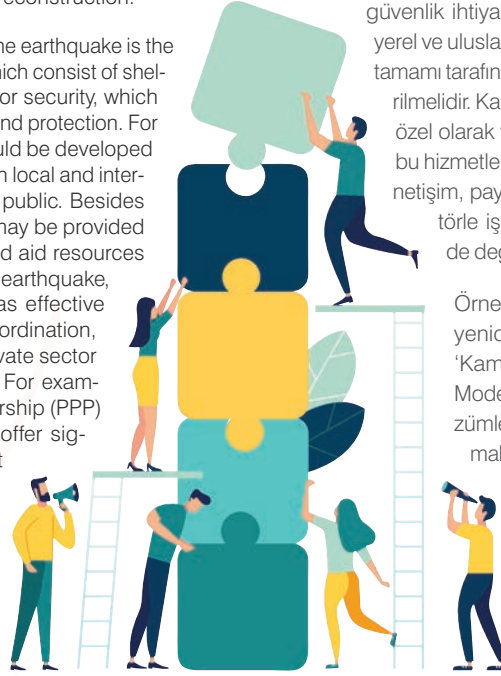 reconstruction.
ne earthquake is the
hich consist of shel-
or security, which
nd protection. For
uld be developed
n local and inter-
public. Besides
may be provided
d aid resources
earthquake,
as effective
ordination,
vate sector
For exam-
rship (PPP)
offer sig-
t
güvenlik ihtiya
yerel ve ulusla
tamamı tarafın
rilmelidir. Ka
özel olarak
bu hizmetle
netişim, pay
törle iş
de değ
Örne
yenic
'Kam
Mode
zümle
mal